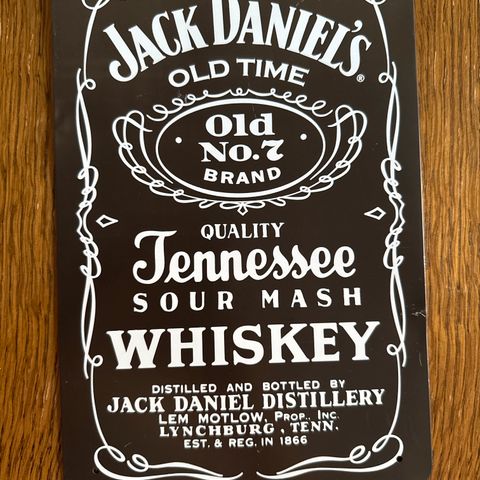 JACK DANIEL'S ®
OLD TIME
Old
No.7
BRAND
QUALITY
Tennessee
SOUR MASH
WHISKEY
DISTILLED AND BOTTLED BY
JACK DANIEL DISTILLERY
LEM MOTLOW, PROP., INC.
LYNCHBURG, TENN.
EST. & REG. IN 1866